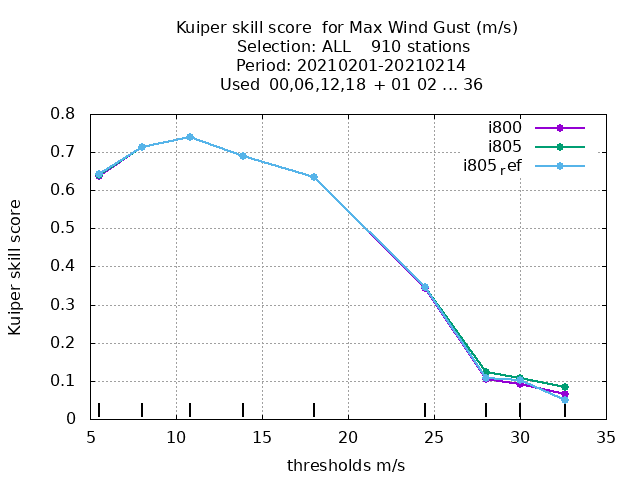 Kuiper skill score  for Max Wind Gust (m/s)
Selection: ALL    910 stations
Period: 20210201-20210214
Used  00,06,12,18  + 01 02 ... 36
i800
i805
i805ref
Kuiper skill score
0.8
0.7
0.6
0.5
0.4
0.3
0.2
0.1
0
5 10 15 20 25 30 35
thresholds m/s